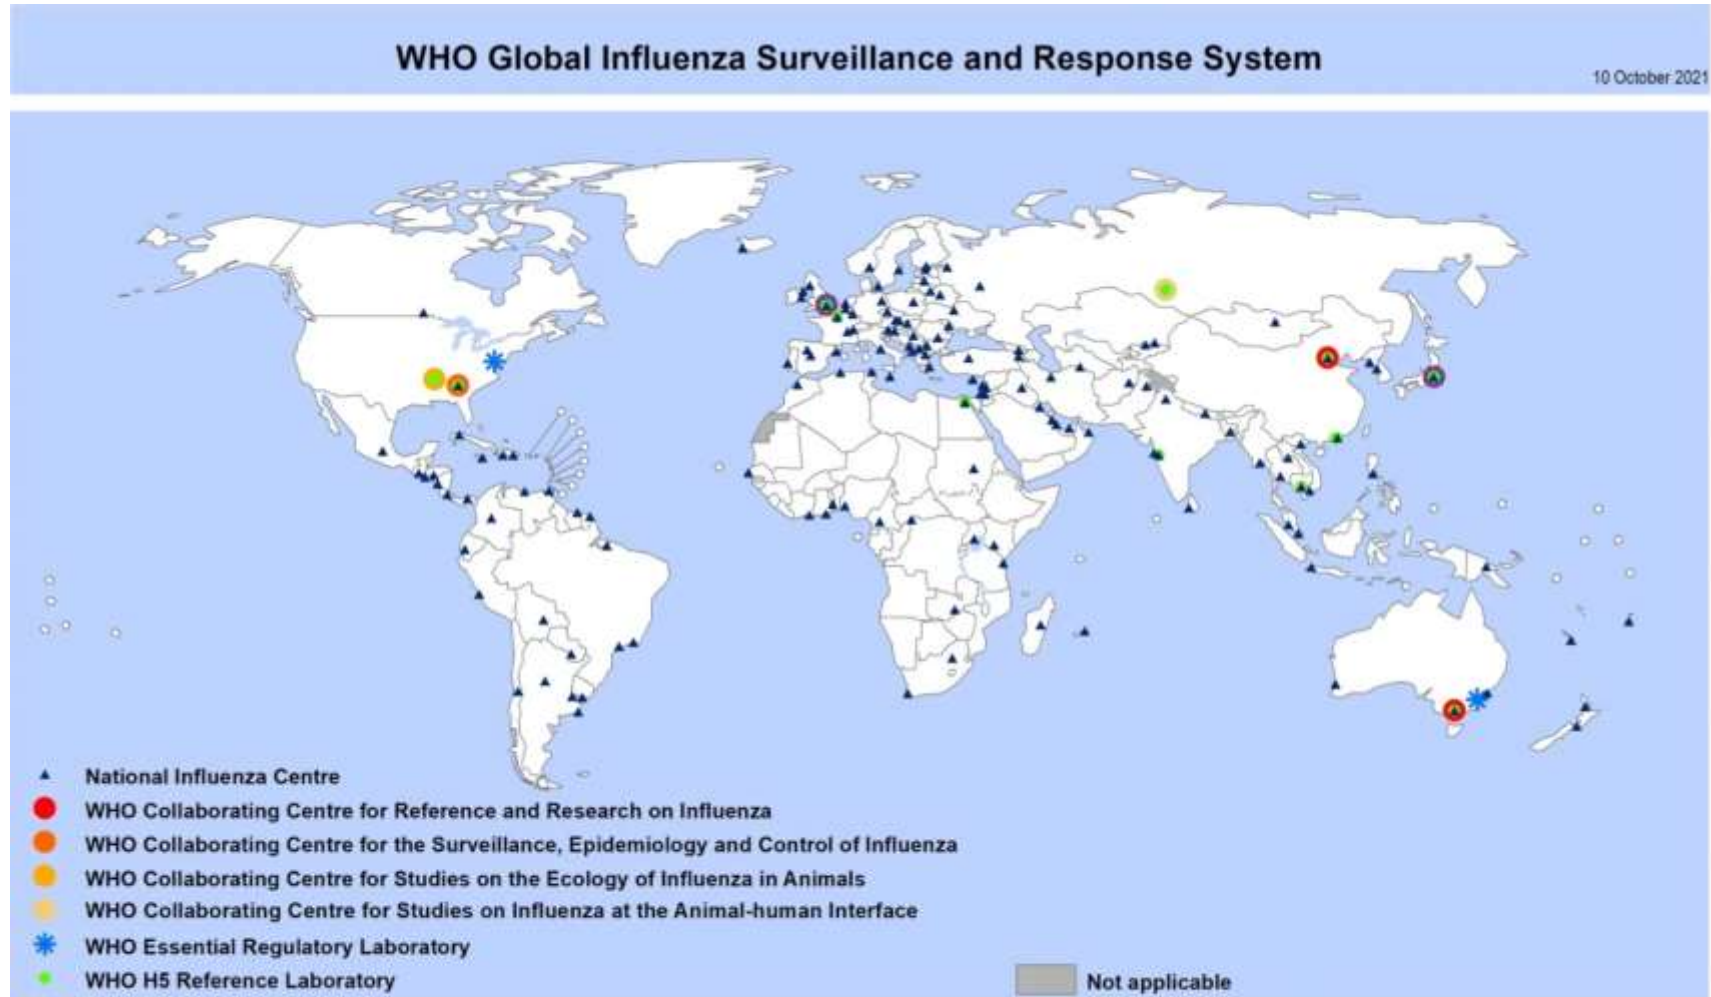 WHO Global Influenza Surveillance and Response System
10 October 2021
National Influenza Centre
WHO Collaborating Centre for Reference and Research on Influenza
WHO Collaborating Centre for the Surveillance, Epidemiology and Control of Influenza
WHO Collaborating Centre for Studies on the Ecology of Influenza in Animals
WHO Collaborating Centre for Studies on Influenza at the Animal-human Interface
WHO Essential Regulatory Laboratory
WHO H5 Reference Laboratory
Not applicable